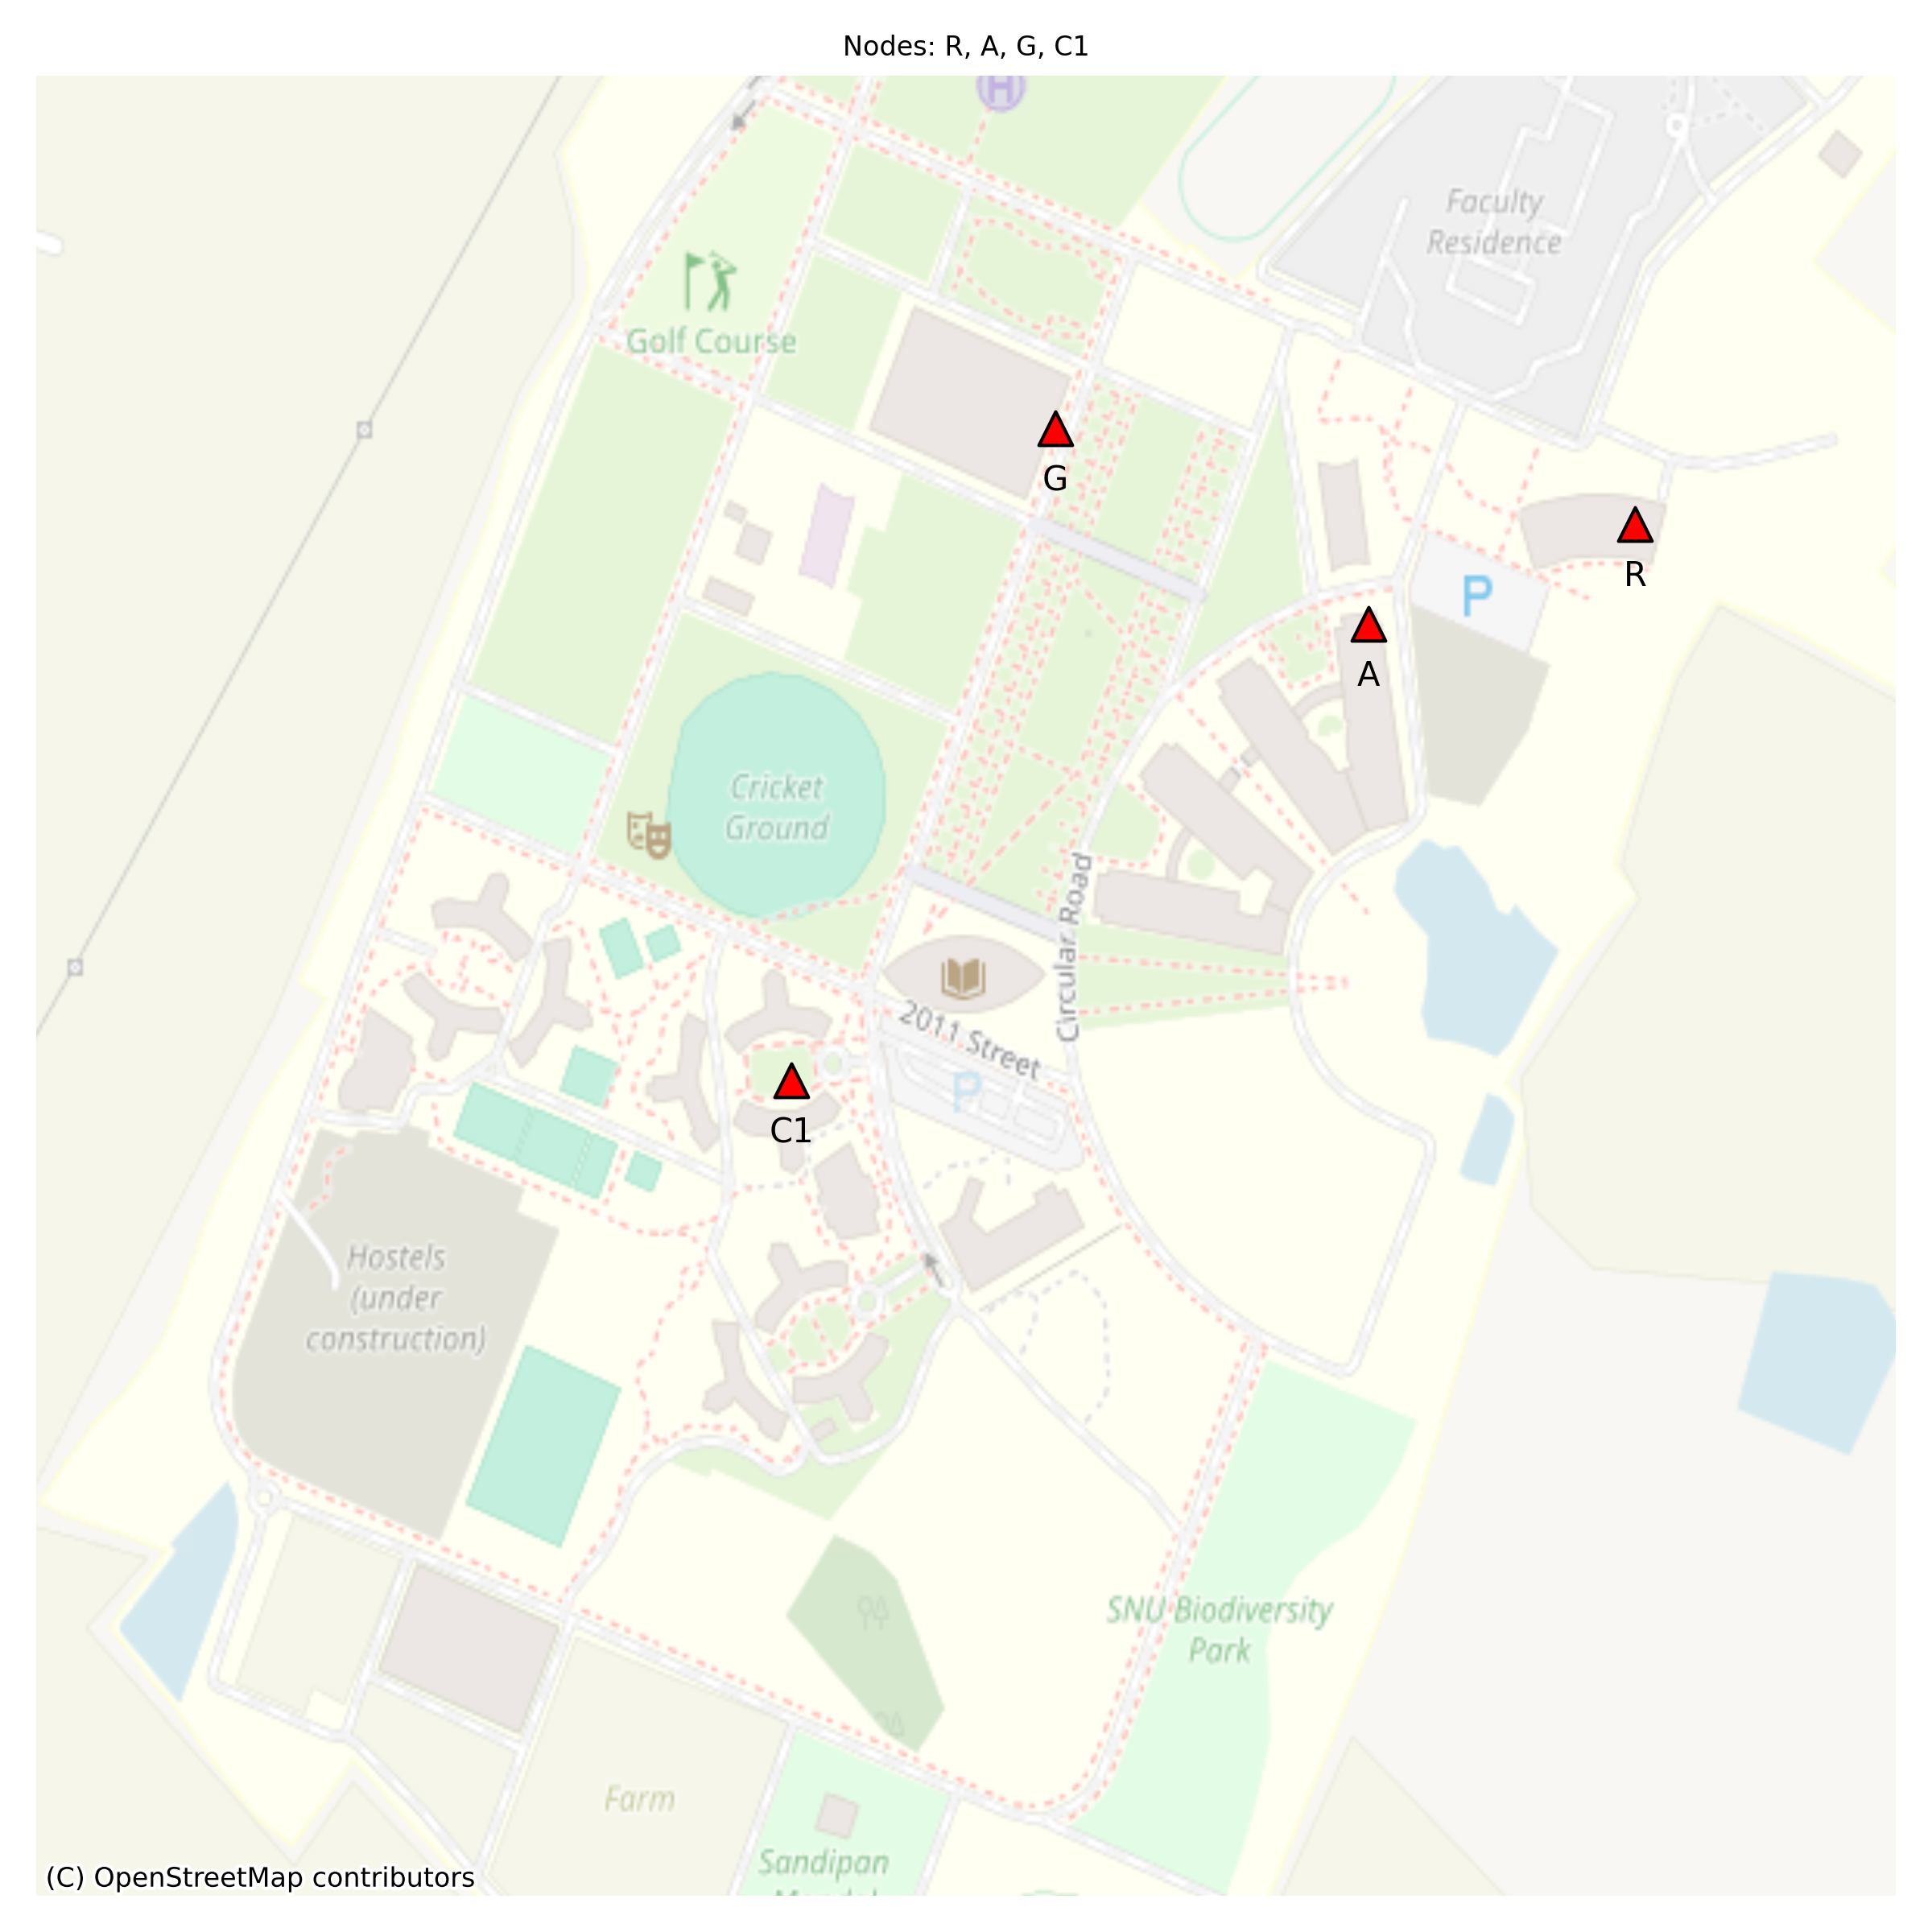 Nodes: R, A, G, C1
H
Faculty
Residence
Golf Course
G
R
P
A
Cricket
Ground
Circular Road
2011 Street
P
C1
Hostels
(under
construction)
SNU Biodiversity
Park
Farm
Sandipan
(C) OpenStreetMap contributors